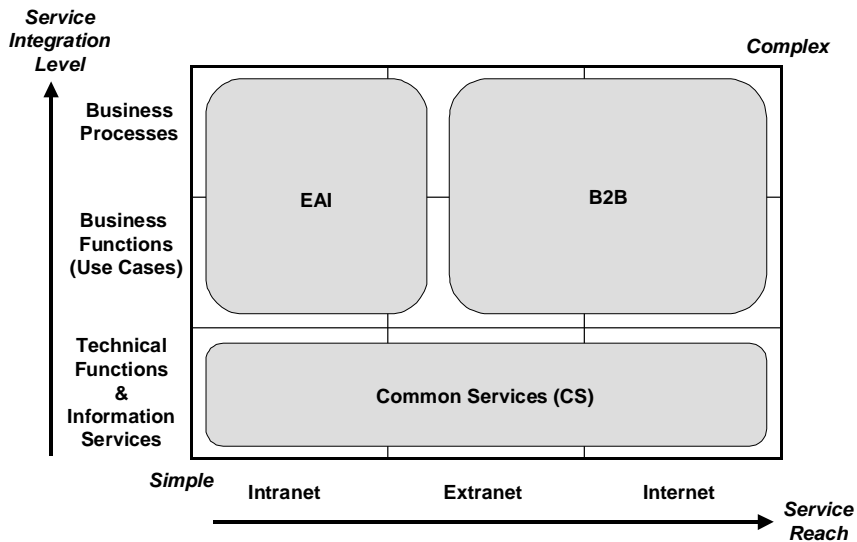 Service
Integration
Level
Complex
Business
Processes
EAI
B2B
Business
Functions
(Use Cases)
Technical
Functions
&
Information
Services
Common Services (CS)
Simple
Intranet
Extranet
Internet
Service
Reach